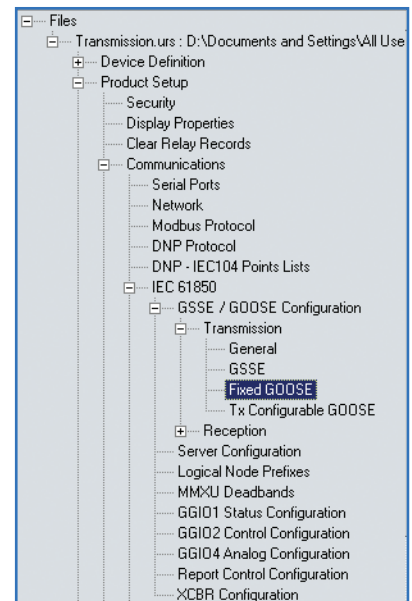 Files
Transmission.urs : D:\Documents and Settings\All Use
Device Definition
Product Setup
Security
Display Properties
Clear Relay Records
Communications
Serial Ports
Network
Modbus Protocol
DNP Protocol
DNP - IEC104 Points Lists
IEC 61850
GSSE / GOOSE Configuration
Transmission
General
GSSE
Fixed GOOSE
Tx Configurable GOOSE
Reception
Server Configuration
Logical Node Prefixes
MMXU Deadbands
GGIO1 Status Configuration
GGIO2 Control Configuration
GGIO4 Analog Configuration
Report Control Configuration
XCBR Configuration